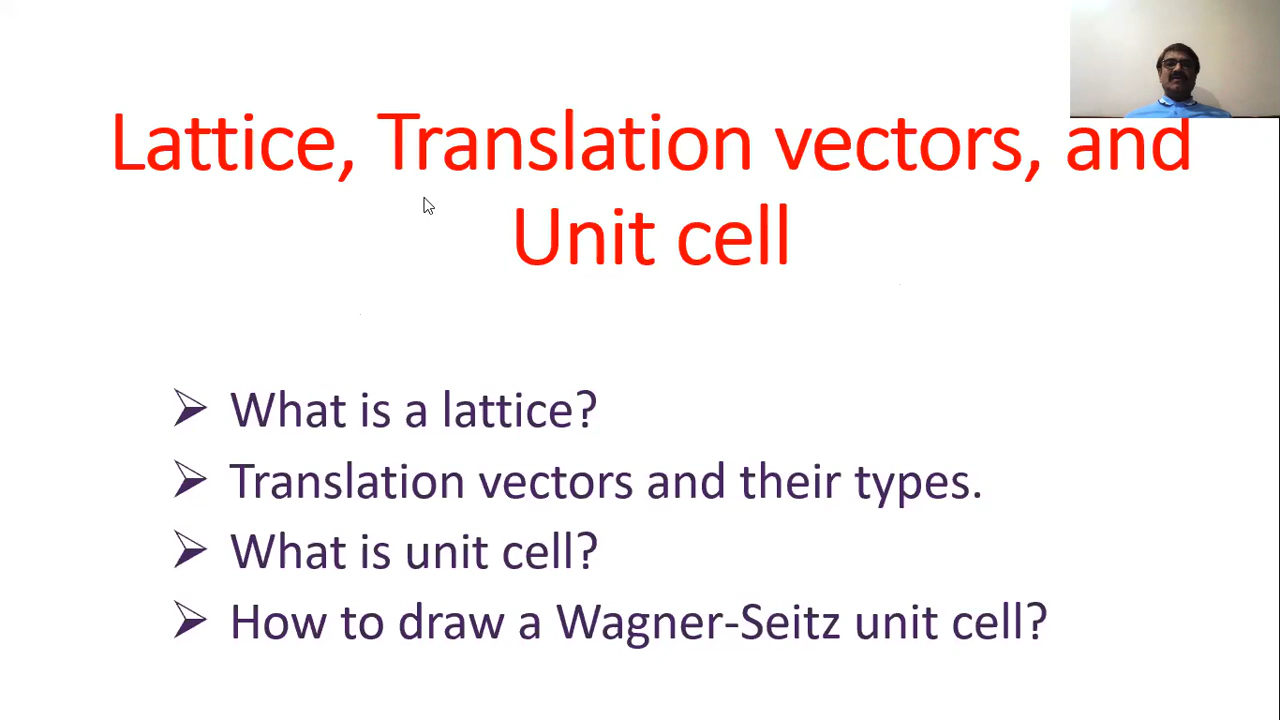 Lattice, Translation vectors, and
Unit cell
What is a lattice?
Translation vectors and their types.
What is unit cell?
How to draw a Wagner-Seitz unit cell?